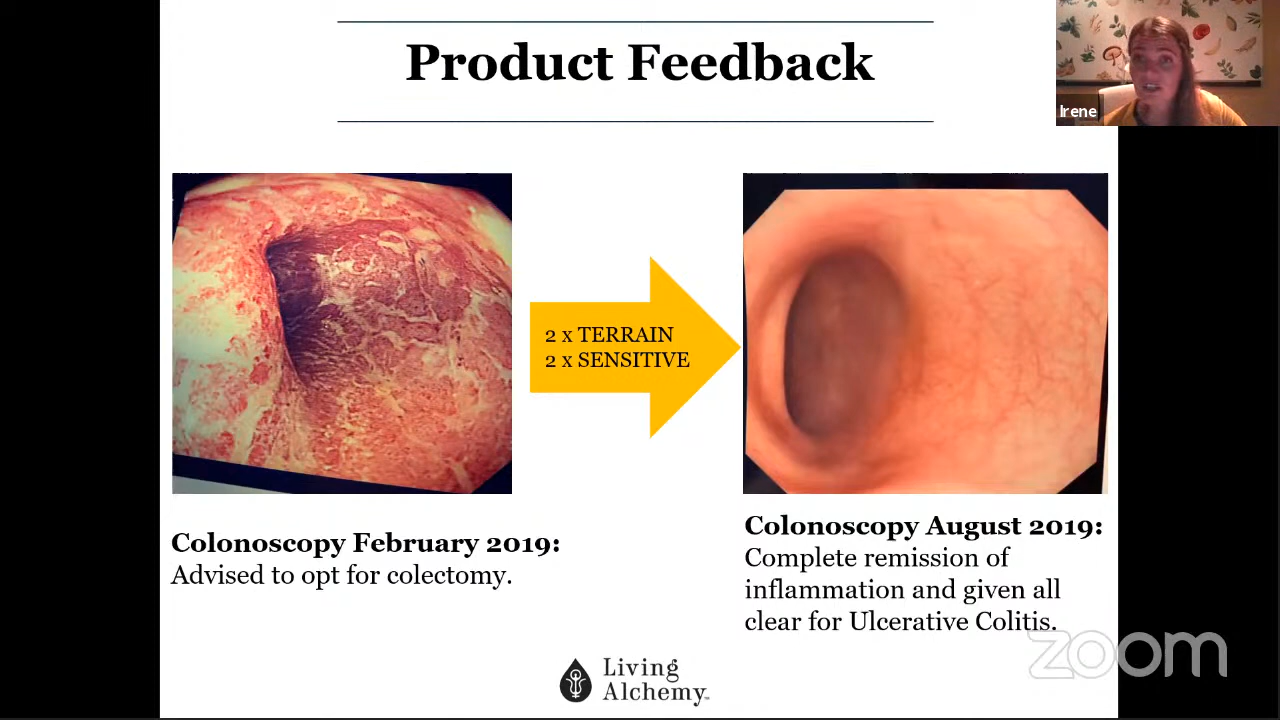 Product Feedback
Irene
2 x TERRAIN
2 x SENSITIVE
Colonoscopy February 2019:
Advised to opt for colectomy.
Colonoscopy August 2019:
Complete remission of
inflammation and given all
clear for Ulcerative Colitis.
Living
Alchemy™
zoom